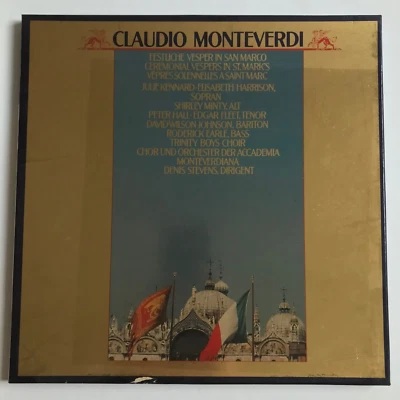 CLAUDIO MONTEVERDI
FESTLICHE VESPER IN SAN MARCO
CEREMONIAL VESPERS IN ST. MARK'S
VÊPRES SOLENNELLES A SAINT-MARC
JULIE KENNARD · ELISABETH HARRISON,
SOPRAN
SHIRLEY MINTY, ALT
PETER HALL · EDGAR FLEET, TENOR
DAVID WILSON-JOHNSON, BARITON
RODERICK EARLE, BASS
TRINITY BOYS CHOIR
CHOR UND ORCHESTER DER ACCADEMIA
MONTEVERDIANA
DENIS STEVENS, DIRIGENT